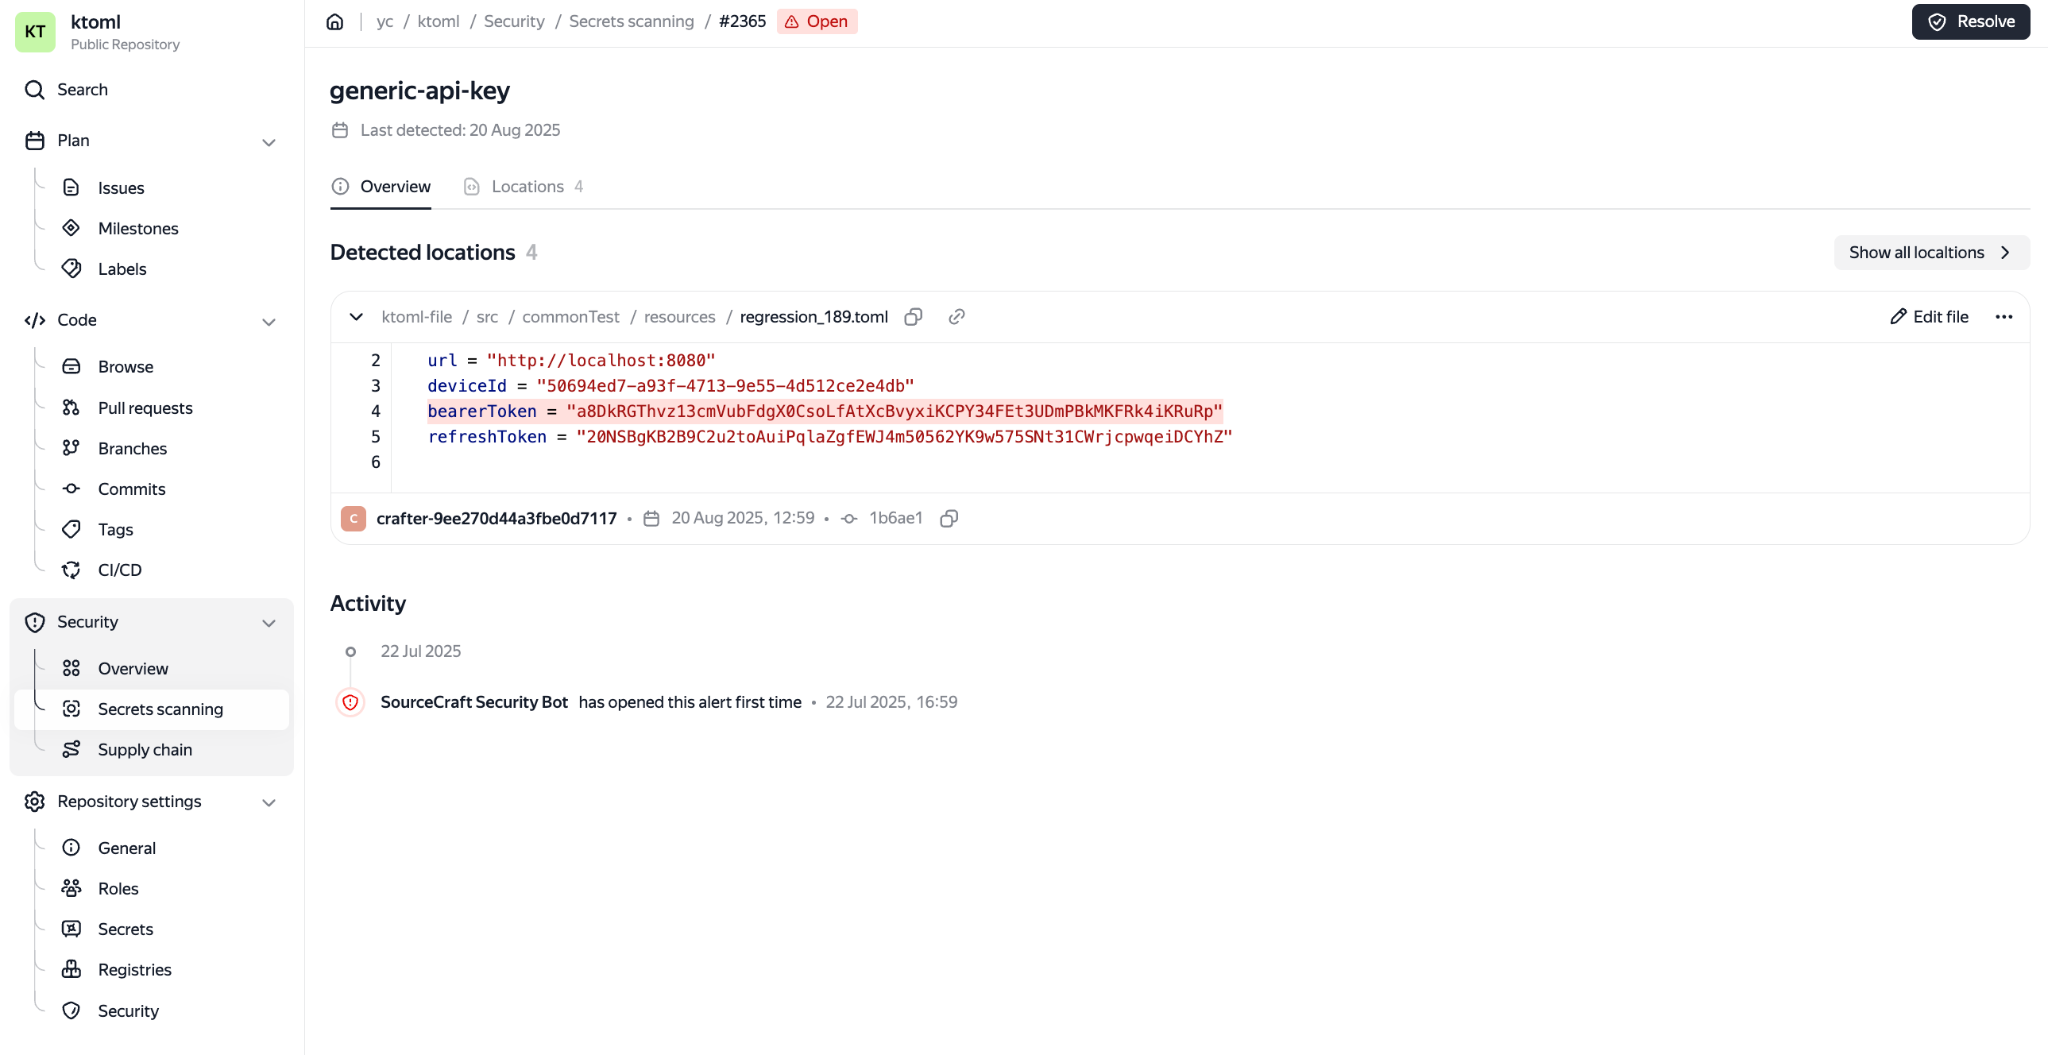 KT
ktoml
Public Repository
Search
Plan
Issues
Milestones
Labels
Code
Browse
Pull requests
Branches
Commits
Tags
CI/CD
Security
Overview
Secrets scanning
Supply chain
Repository settings
General
Roles
Secrets
Registries
Security
yc / ktoml / Security / Secrets scanning / #2365 Open
Resolve
generic-api-key
Last detected: 20 Aug 2025
Overview Locations 4
Detected locations 4
Show all localtions
ktoml-file / src / commonTest / resources / regression_189.toml
Edit file
2 url = "http://localhost:8080"
3 deviceId = "50694ed7-a93f-4713-9e55-4d512ce2e4db"
4 bearerToken = "a8DkRGThvz13cmVubFdgX0CsoLfAtXcBvyxiKCPY34FEt3UDmPBkMKFRk4iKRuRp"
5 refreshToken = "20NSBgKB2B9C2u2toAuiPqlaZgfEWJ4m50562YK9w575SNt31CWrjcpwqeiDCYhZ"
6
C crafter-9ee270d44a3fbe0d7117 • 20 Aug 2025, 12:59 • 1b6ae1
Activity
22 Jul 2025
SourceCraft Security Bot has opened this alert first time • 22 Jul 2025, 16:59